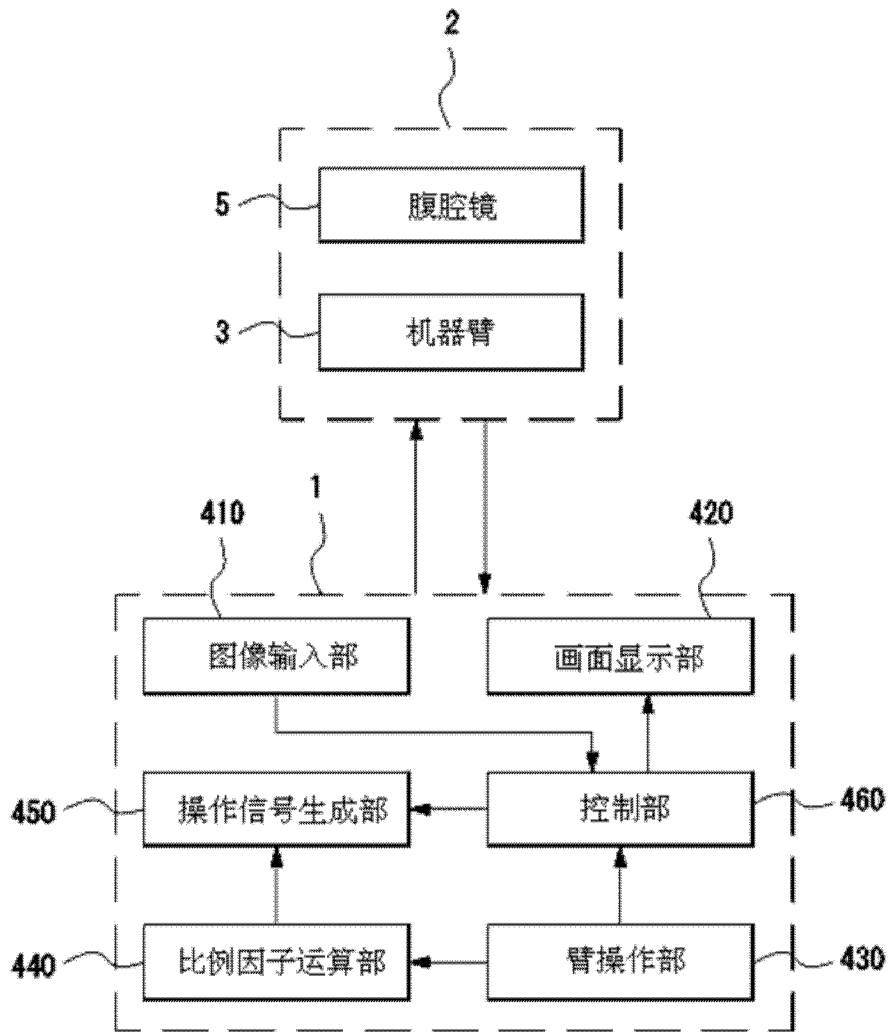 2
5
腹腔镜
3
机器臂
1
410
420
图像输入部
画面显示部
450
操作信号生成部
控制部
460
440
比例因子运算部
臂操作部
430